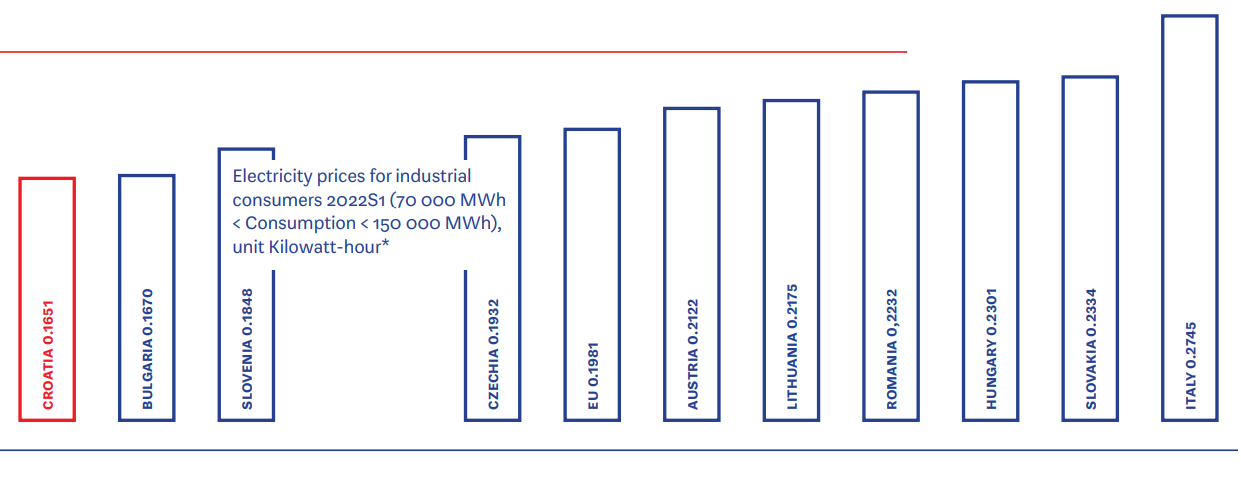 Electricity prices for industrial
consumers 2022S1 (70 000 MWh
< Consumption < 150 000 MWh),
unit Kilowatt-hour*
CROATIA 0.1651
BULGARIA 0.1670
SLOVENIA 0.1848
CZECHIA 0.1932
EU 0.1981
AUSTRIA 0.2122
LITHUANIA 0.2175
ROMANIA 0,2232
HUNGARY 0.2301
SLOVAKIA 0.2334
ITALY 0.2745